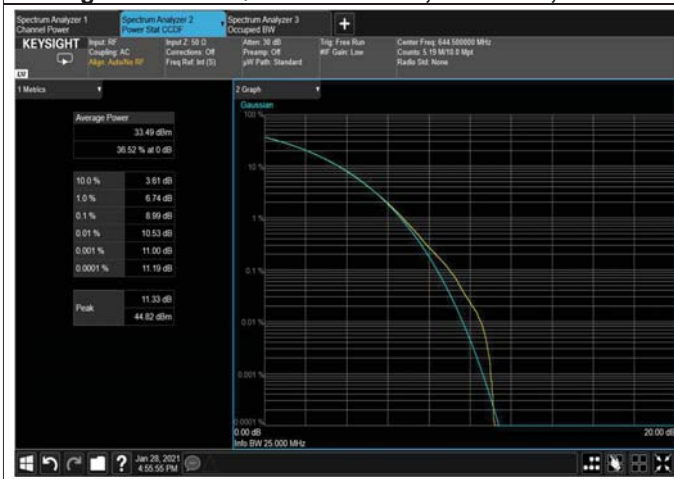 Spectrum Analyzer 1
Channel Power
Spectrum Analyzer 2
Power Stat CCDF
Spectrum Analyzer 3
Occupied BW
+
KEYSIGHT
Input: RF
Coupling: AC
Align: Auto/No RF
Input Z: 50 Ω
Corrections: Off
Freq Ref: Int (S)
Atten: 30 dB
Preamp: Off
µW Path: Standard
Trig: Free Run
#IF Gain: Low
Center Freq: 644.500000 MHz
Counts: 5.19 M/10.0 Mpt
Radio Std: None
1 Metrics
Average Power
33.49 dBm
36.52 % at 0 dB
10.0 % 3.61 dB
1.0 % 6.74 dB
0.1 % 8.99 dB
0.01 % 10.53 dB
0.001 % 11.00 dB
0.0001 % 11.19 dB
Peak
11.33 dB
44.82 dBm
2 Graph
Gaussian
100 %
10 %
1 %
0.1 %
0.01 %
0.001 %
0.0001 %
0.00 dB
20.00 dB
Info BW 25.000 MHz
?
Jan 28, 2021
4:55:55 PM